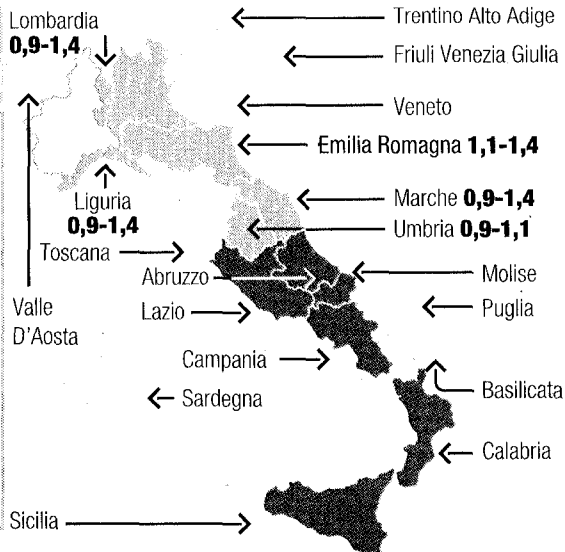 Lombardia
0,9-1,4
Trentino Alto Adige
Friuli Venezia Giulia
Veneto
Emilia Romagna 1,1-1,4
Liguria
0,9-1,4
Marche 0,9-1,4
Umbria 0,9-1,1
Toscana
Abruzzo
Molise
Valle
D'Aosta
Lazio
Puglia
Campania
Sardegna
Basilicata
Calabria
Sicilia